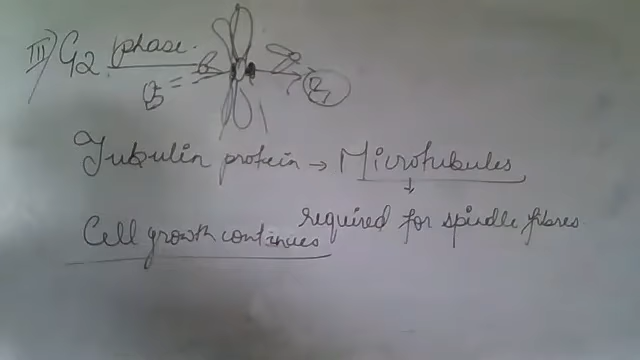 III) G2 phase.
Tubulin protein → Microtubules
↓
required for spindle fibres
Cell growth continues